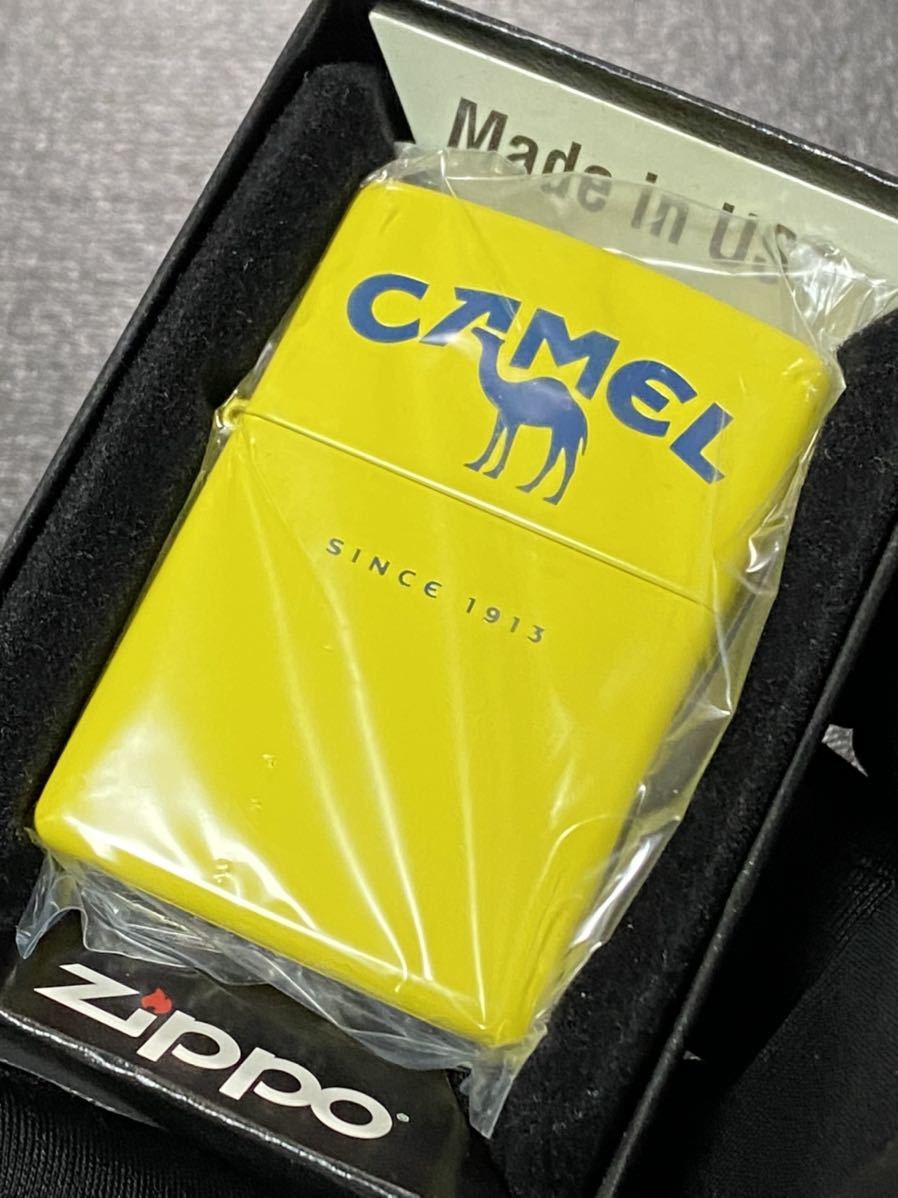 Made in US
CAMEL
SINCE 1913
zippo